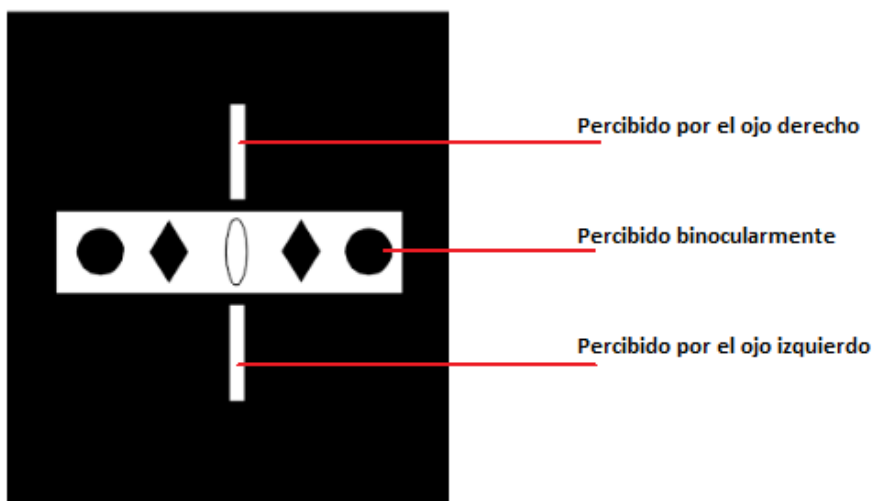 Percibido por el ojo derecho
Percibido binocularmente
Percibido por el ojo izquierdo